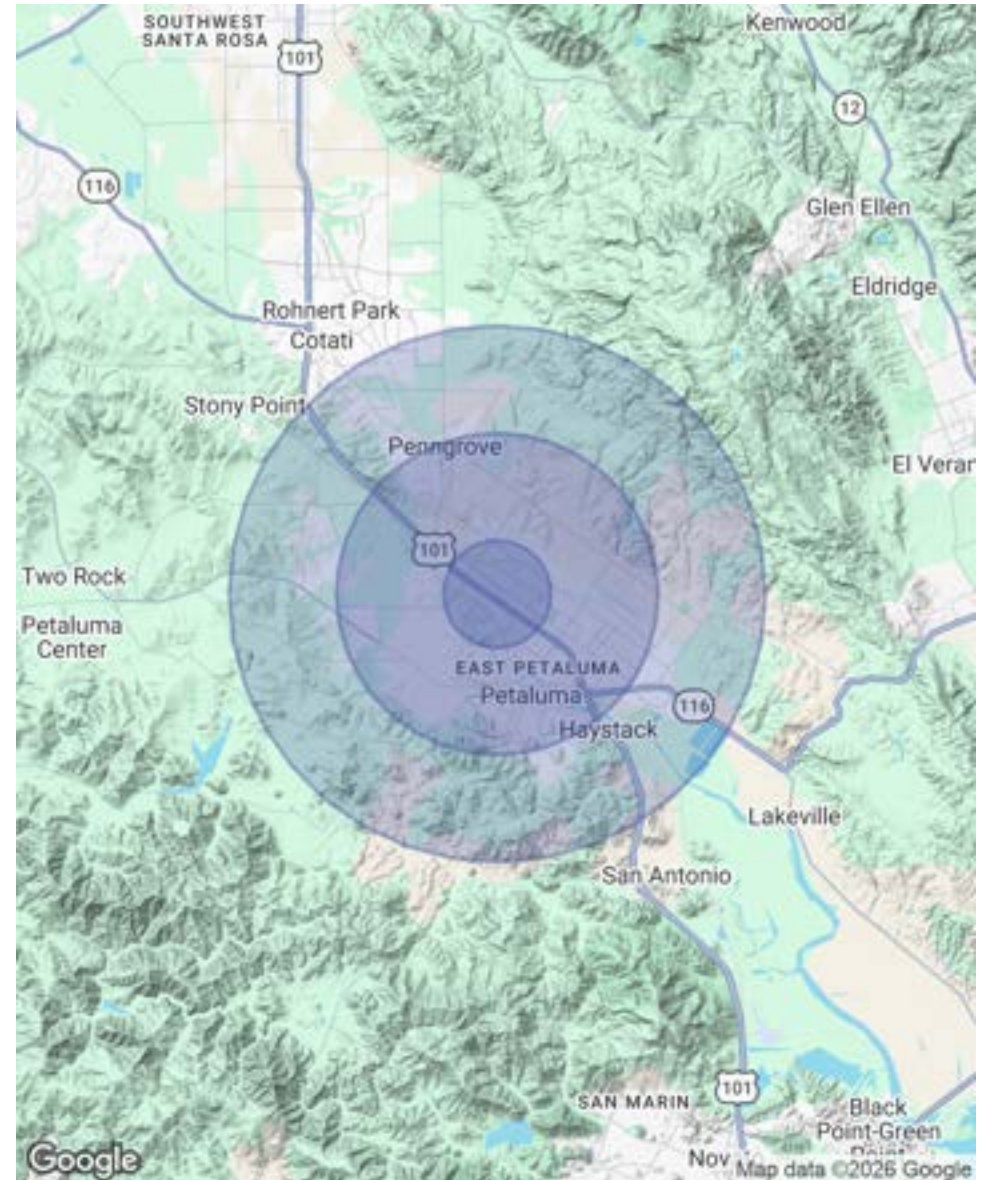 SOUTHWEST
SANTA ROSA
Kenwood
101
12
116
Glen Ellen
Eldridge
Rohnert Park
Cotati
Stony Point
Penngrove
El Verar
101
Two Rock
Petaluma
Center
EAST PETALUMA
Petaluma
116
Haystack
Lakeville
San Antonio
101
SAN MARIN
Black
Point-Green
Point
Nov
Google
Map data ©2026 Google